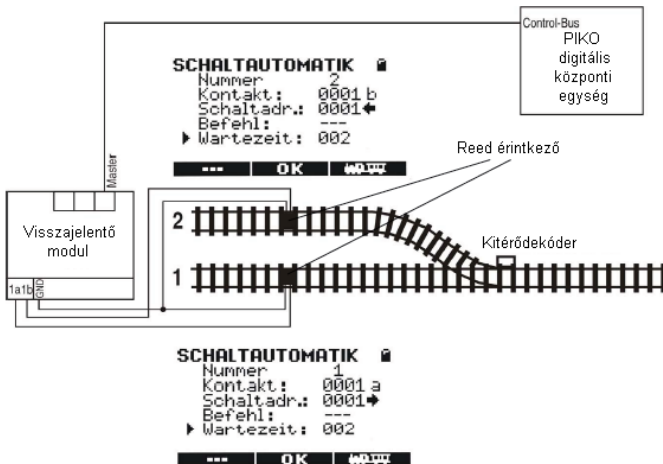 Control-Bus
PIKO
digitális
központi
egység
SCHALTAUTOMATIK
Nummer 2
Kontakt: 0001 b
Schaltadr.: 0001←
Befehl: ---
▶ Wartezeit: 002
--- OK
Reed érintkező
Master
Visszajelentő
modul
1a 1b GND
2
1
Kitérődekóder
SCHALTAUTOMATIK
Nummer 1
Kontakt: 0001 a
Schaltadr.: 0001→
Befehl: ---
▶ Wartezeit: 002
--- OK